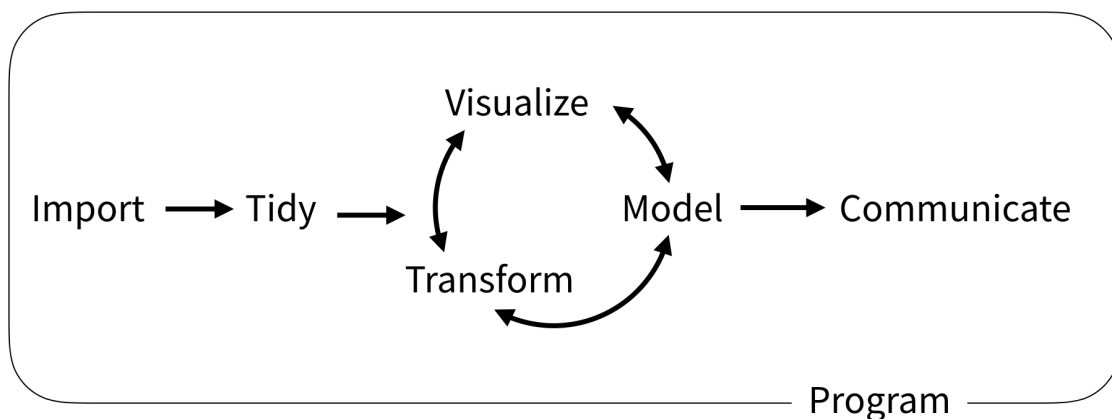 Visualize
Import
Tidy
Model
Communicate
Transform
Program